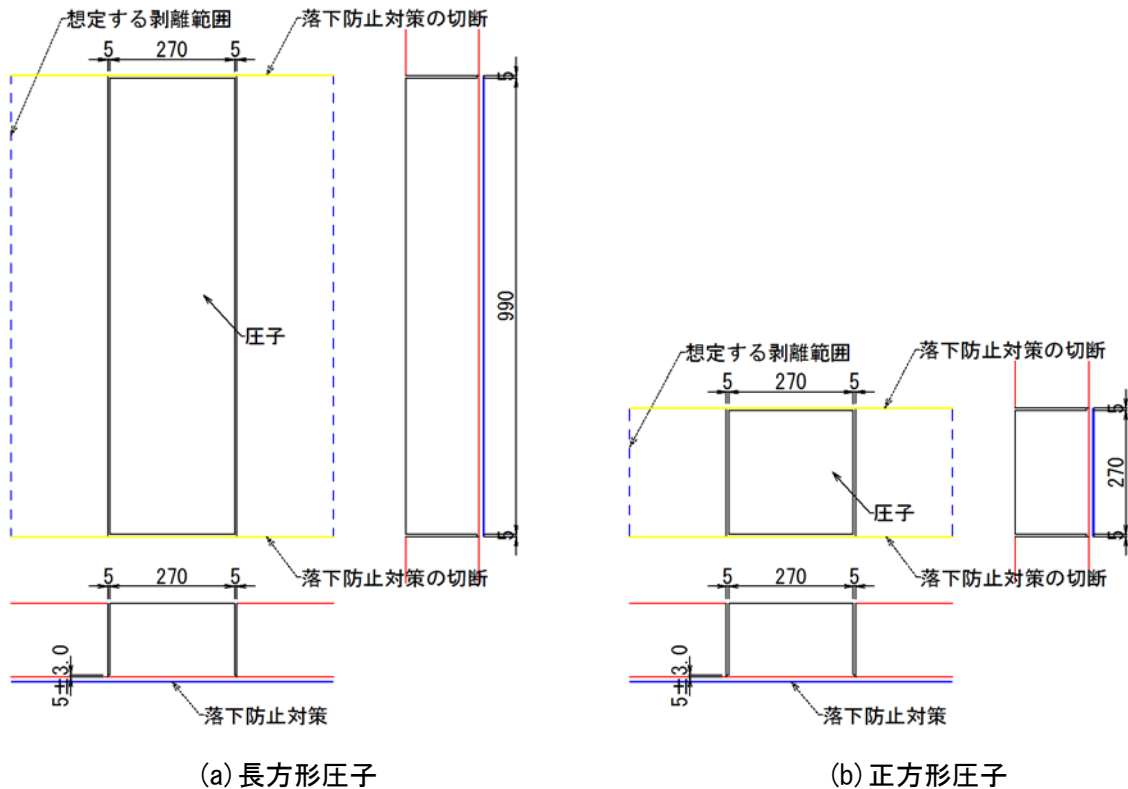 想定する剥離範囲
落下防止対策の切断
5 270 5
5
990
5
圧子
落下防止対策の切断
5 270 5
5±3.0
落下防止対策
(a)長方形圧子
想定する剥離範囲
落下防止対策の切断
5 270 5
5
270
5
圧子
落下防止対策の切断
5 270 5
5±3.0
落下防止対策
(b)正方形圧子